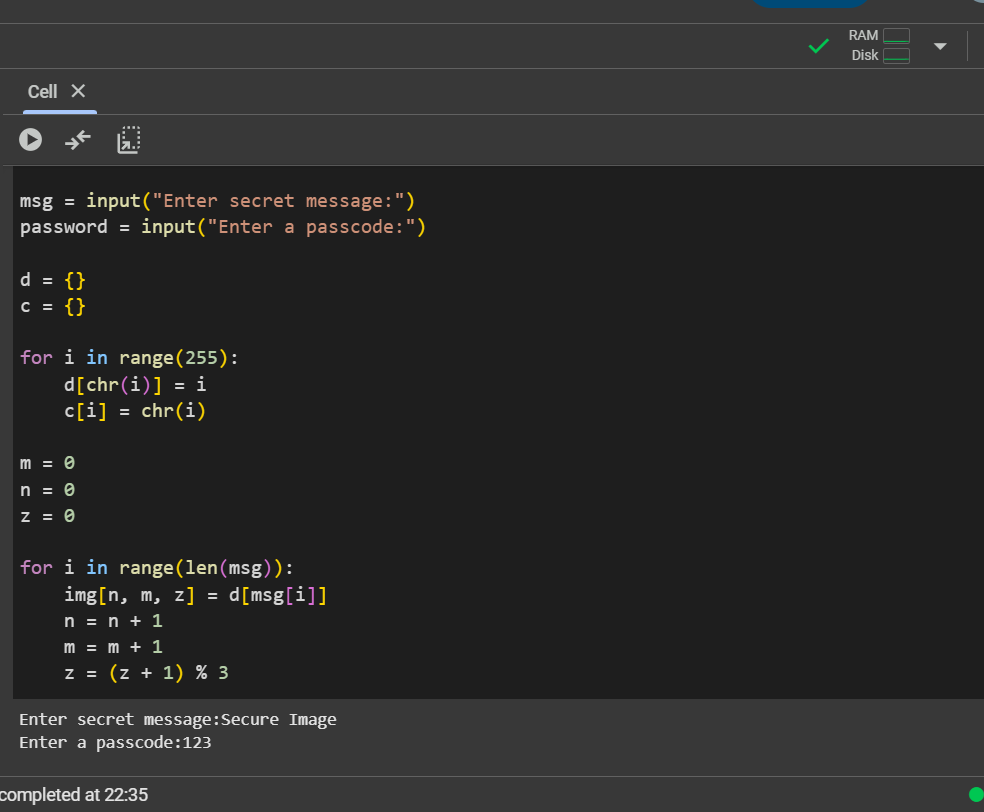 RAM
Disk
Cell
msg = input("Enter secret message:")
password = input("Enter a passcode:")
d = {}
c = {}
for i in range(255):
    d[chr(i)] = i
    c[i] = chr(i)
m = 0
n = 0
z = 0
for i in range(len(msg)):
    img[n, m, z] = d[msg[i]]
    n = n + 1
    m = m + 1
    z = (z + 1) % 3
Enter secret message:Secure Image
Enter a passcode:123
completed at 22:35